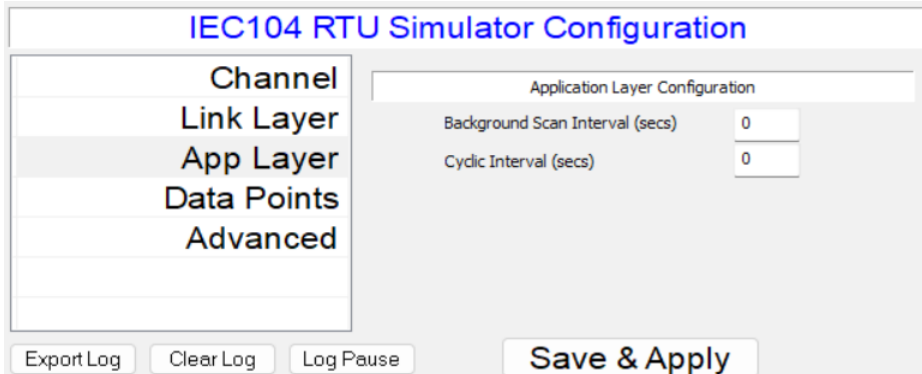 IEC104 RTU Simulator Configuration
Channel
Link Layer
App Layer
Data Points
Advanced
Application Layer Configuration
Background Scan Interval (secs) 0
Cyclic Interval (secs) 0
Export Log Clear Log Log Pause Save & Apply